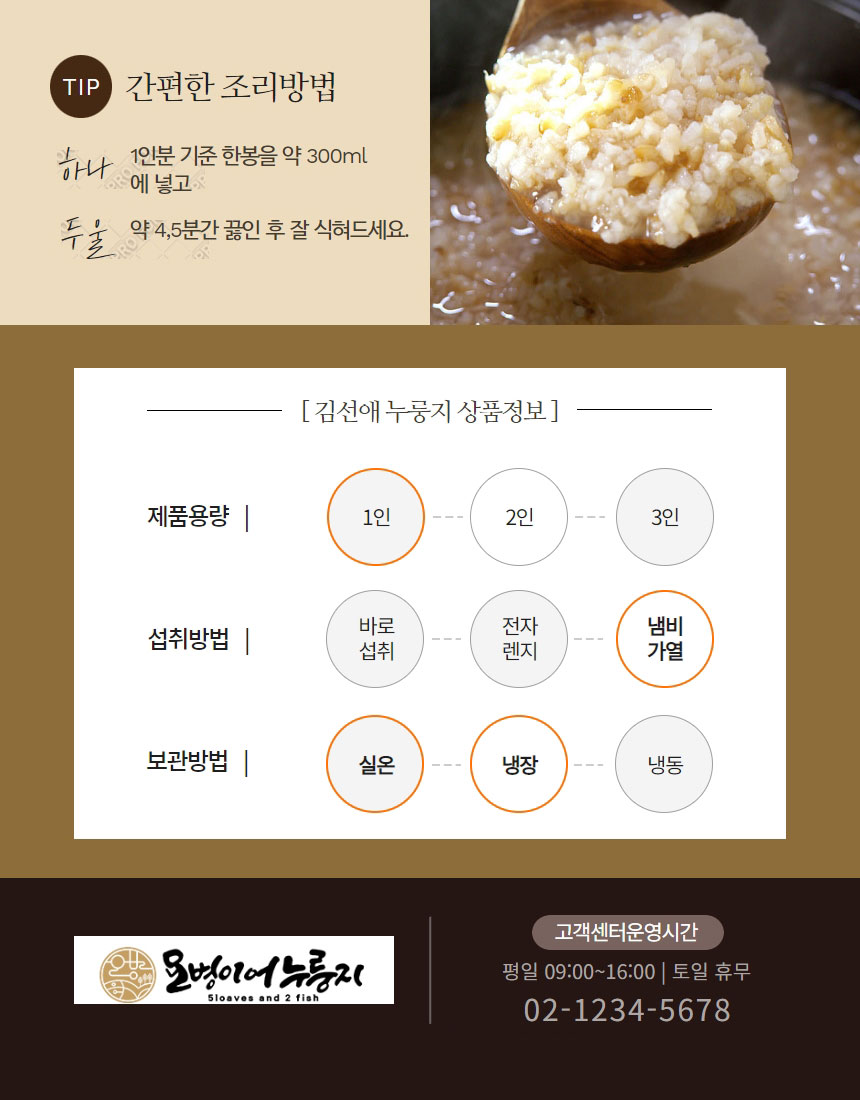 TIP 간편한 조리방법
하나 1인분 기준 한봉을 약 300ml
에 넣고
두울 약 4,5분간 끓인 후 잘 식혀드세요.
[ 김선애 누룽지 상품정보 ]
제품용량 | 1인 2인 3인
섭취방법 | 바로 섭취 전자 렌지 냄비 가열
보관방법 | 실온 냉장 냉동
오병이어 누룽지
5loaves and 2 fish
고객센터운영시간
평일 09:00~16:00 | 토일 휴무
02-1234-5678